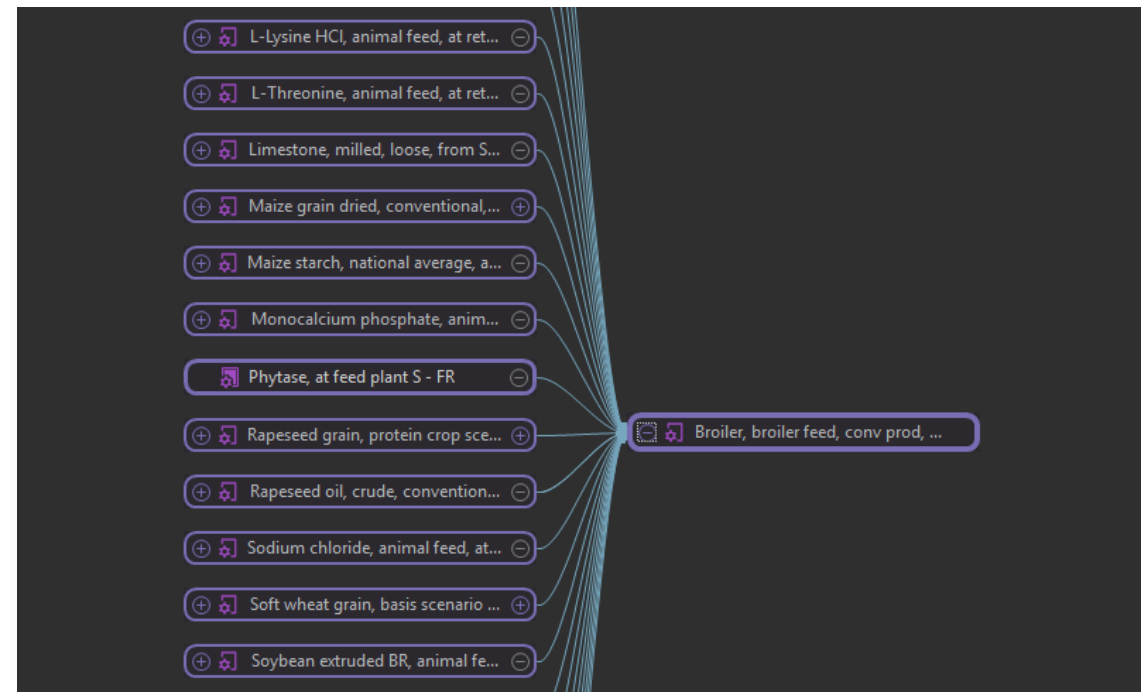 L-Lysine HCl, animal feed, at ret...
L-Threonine, animal feed, at ret...
Limestone, milled, loose, from S...
Maize grain dried, conventional,...
Maize starch, national average, a...
Monocalcium phosphate, anim...
Phytase, at feed plant S - FR
Rapeseed grain, protein crop sce...
Broiler, broiler feed, conv prod, ...
Rapeseed oil, crude, convention...
Sodium chloride, animal feed, at...
Soft wheat grain, basis scenario ...
Soybean extruded BR, animal fe...